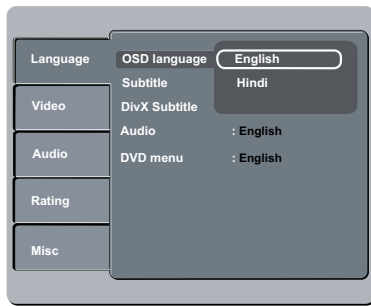 Language
Video
Audio
Rating
Misc
OSD language English
Subtitle Hindi
DivX Subtitle
Audio : English
DVD menu : English